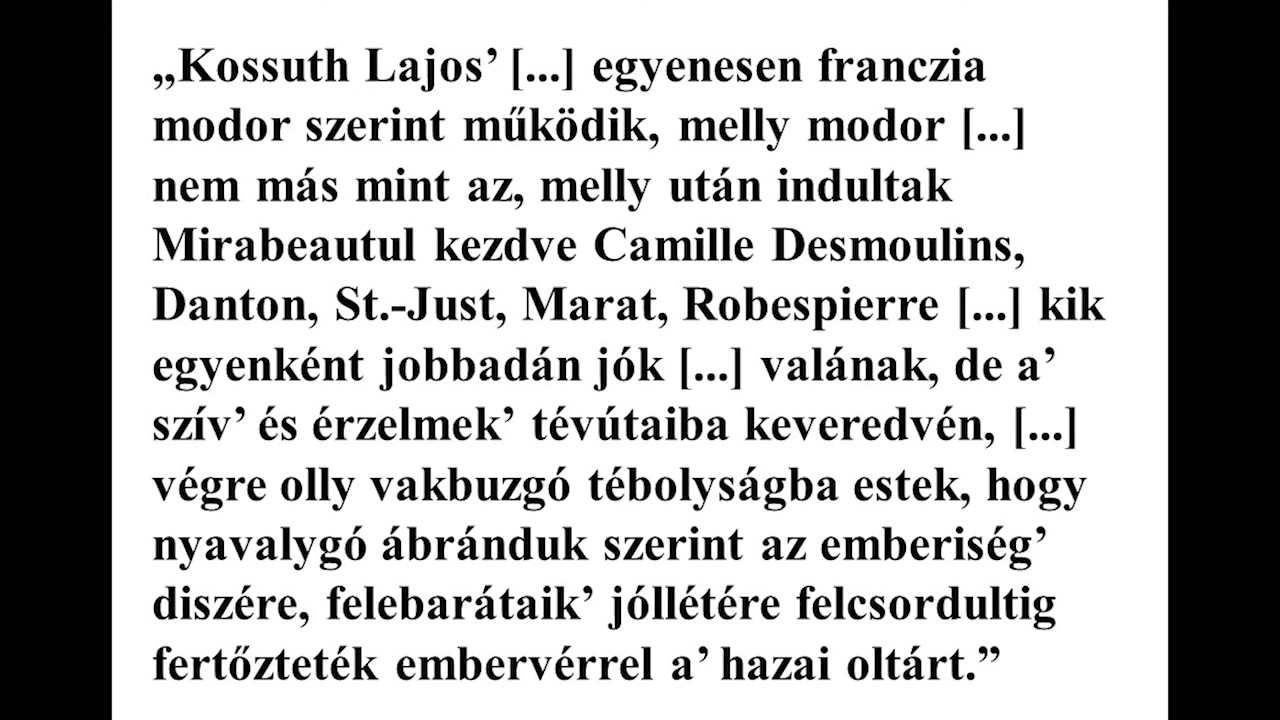 „Kossuth Lajos’ [...] egyenesen franczia
modor szerint működik, melly modor [...]
nem más mint az, melly után indultak
Mirabeautul kezdve Camille Desmoulins,
Danton, St.-Just, Marat, Robespierre [...] kik
egyenként jobbadán jók [...] valának, de a’
szív’ és érzelmek’ tévútaiba keveredvén, [...]
végre olly vakbuzgó tébolyságba estek, hogy
nyavalygó ábránduk szerint az emberiség’
diszére, felebarátaik’ jóllétére felcsordultig
fertőzteték embervérrel a’ hazai oltárt.”